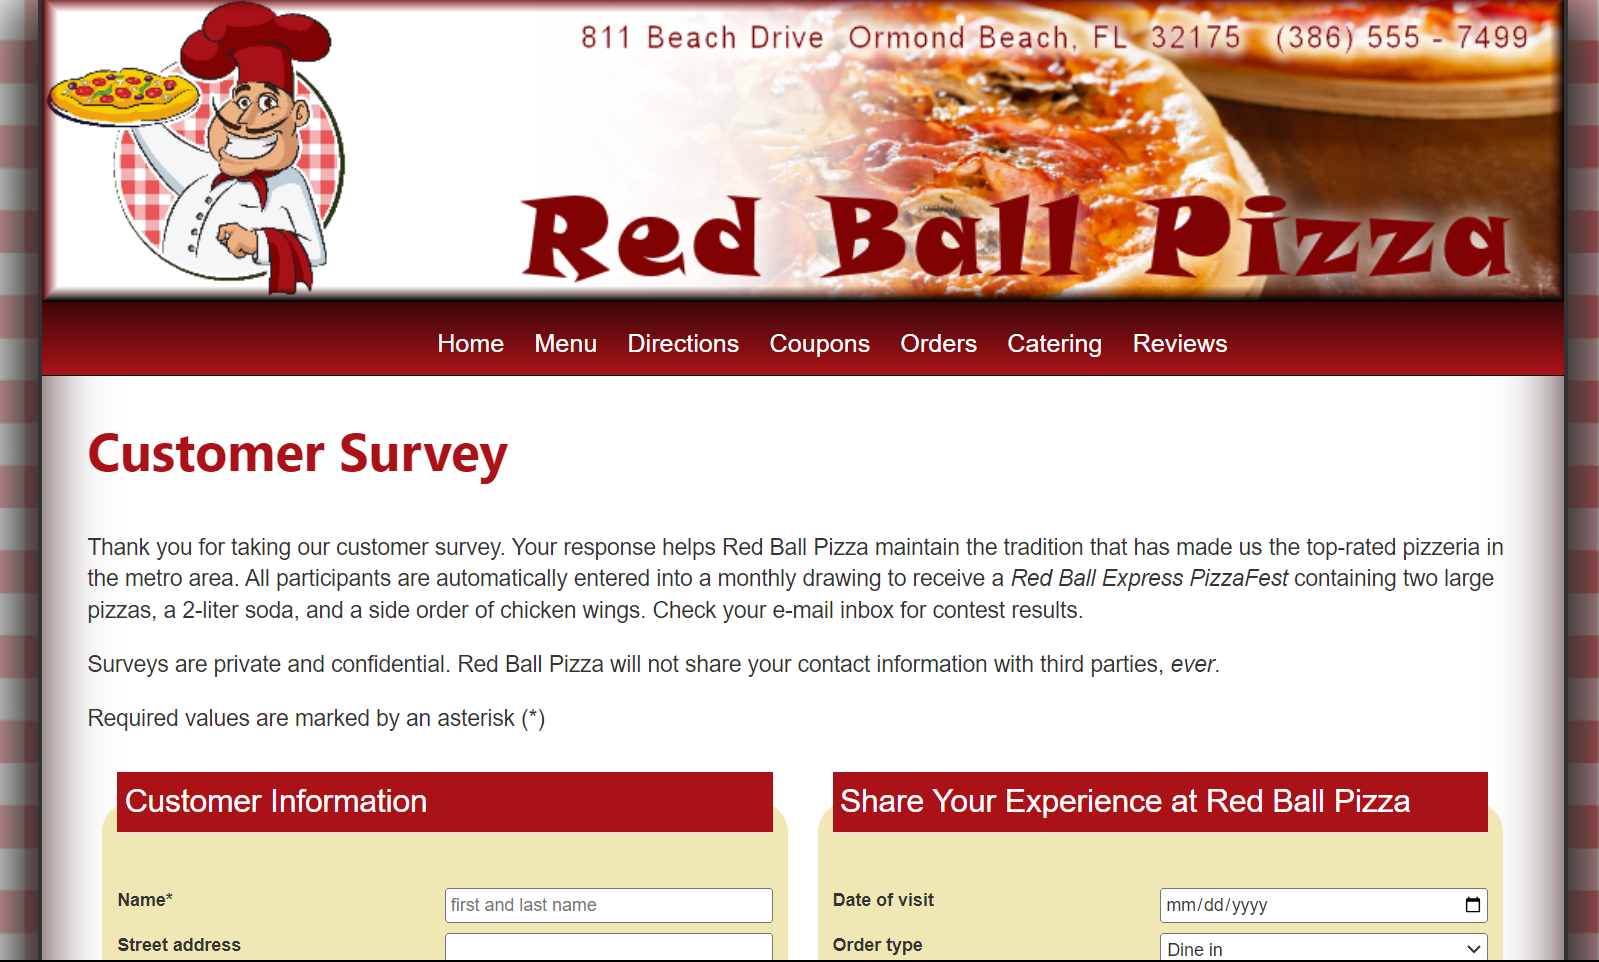 811 Beach Drive  Ormond Beach, FL  32175   (386) 555 - 7499
Red Ball Pizza
Home Menu Directions Coupons Orders Catering Reviews
Customer Survey
Thank you for taking our customer survey. Your response helps Red Ball Pizza maintain the tradition that has made us the top-rated pizzeria in
the metro area. All participants are automatically entered into a monthly drawing to receive a Red Ball Express PizzaFest containing two large
pizzas, a 2-liter soda, and a side order of chicken wings. Check your e-mail inbox for contest results.
Surveys are private and confidential. Red Ball Pizza will not share your contact information with third parties, ever.
Required values are marked by an asterisk (*)
Customer Information
Name*
first and last name
Street address
Share Your Experience at Red Ball Pizza
Date of visit
mm/dd/yyyy
Order type
Dine in